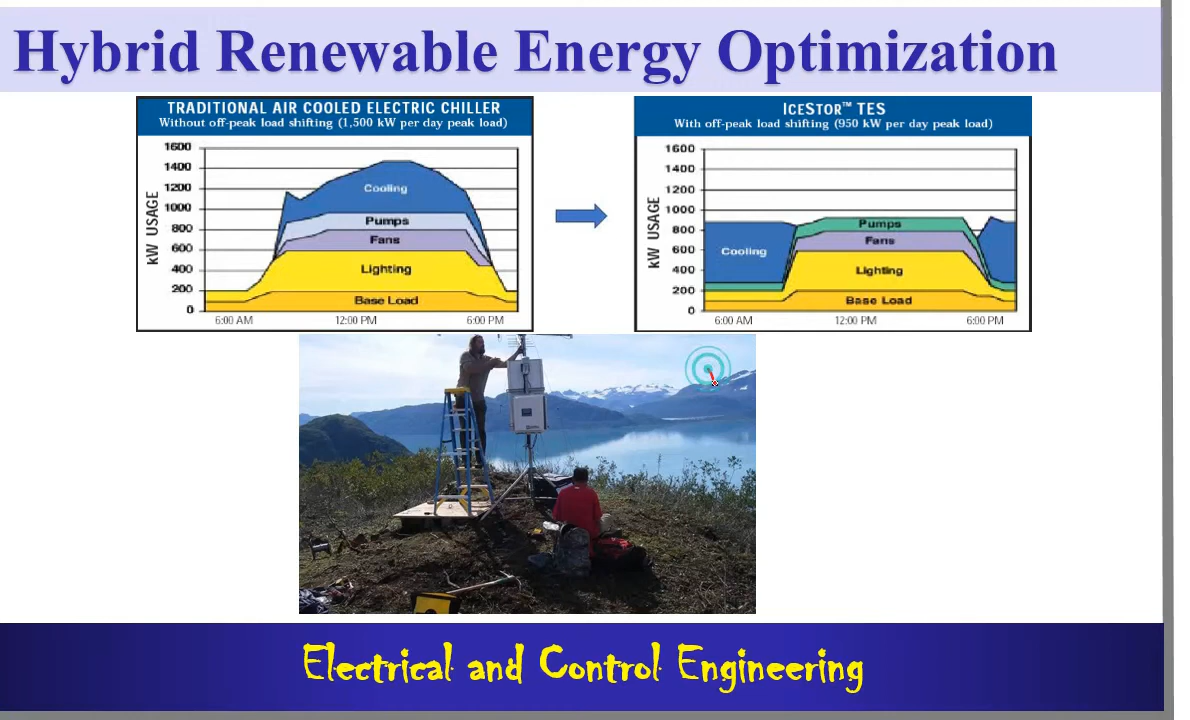 Hybrid Renewable Energy Optimization
TRADITIONAL AIR COOLED ELECTRIC CHILLER
Without off-peak load shifting (1,500 kW per day peak load)
1600
1400
1200
1000
800
600
400
200
0
kW USAGE
Cooling
Pumps
Fans
Lighting
Base Load
6:00 AM 12:00 PM 6:00 PM
ICESTOR™ TES
With off-peak load shifting (950 kW per day peak load)
1600
1400
1200
1000
800
600
400
200
0
kW USAGE
Cooling
Pumps
Fans
Lighting
Base Load
6:00 AM 12:00 PM 6:00 PM
Electrical and Control Engineering